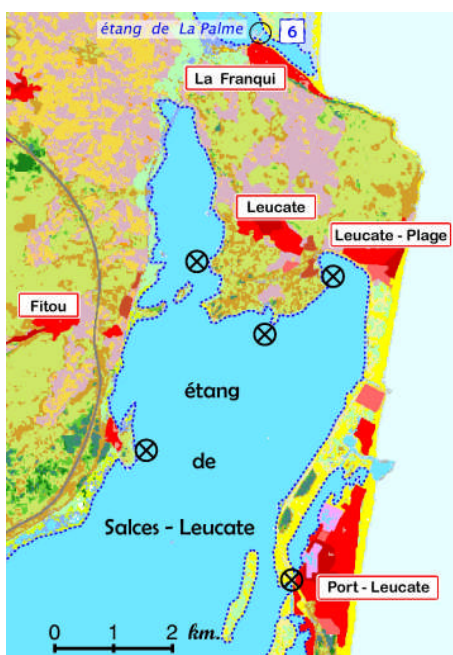 étang de La Palme 6
La Franqui
Leucate
Leucate - Plage
Fitou
étang
de
Salces - Leucate
Port - Leucate
0 1 2 km.